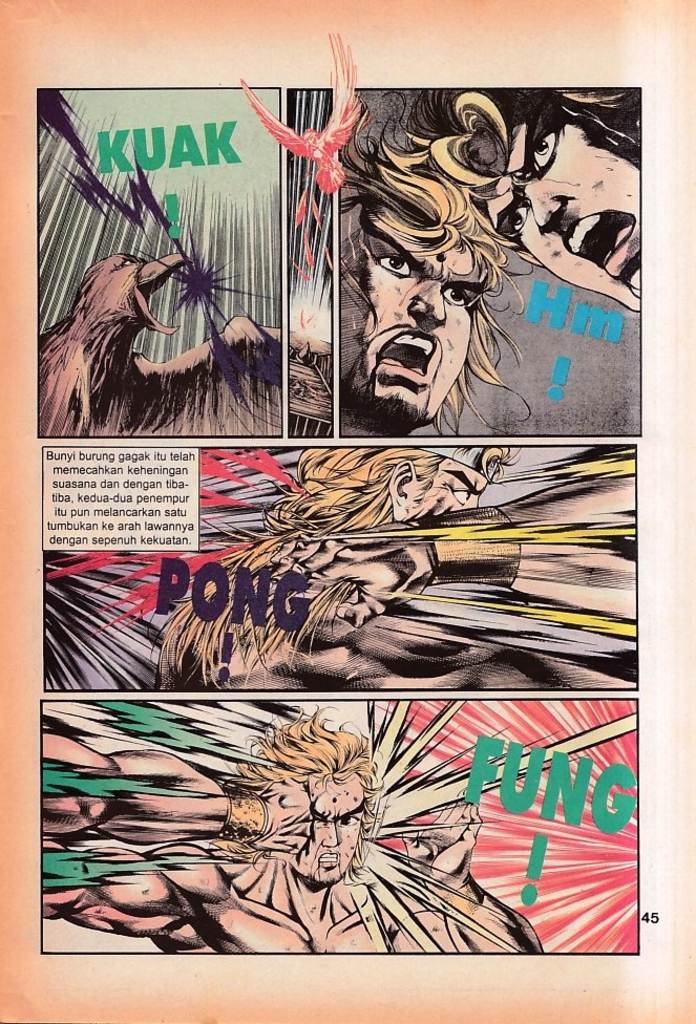 KUAK
!
Hm
!
Bunyi burung gagak itu telah
memecahkan keheningan
suasana dan dengan tiba-
tiba, kedua-dua penempur
itu pun melancarkan satu
tumbukan ke arah lawannya
dengan sepenuh kekuatan.
PONG
!
FUNG
!
45